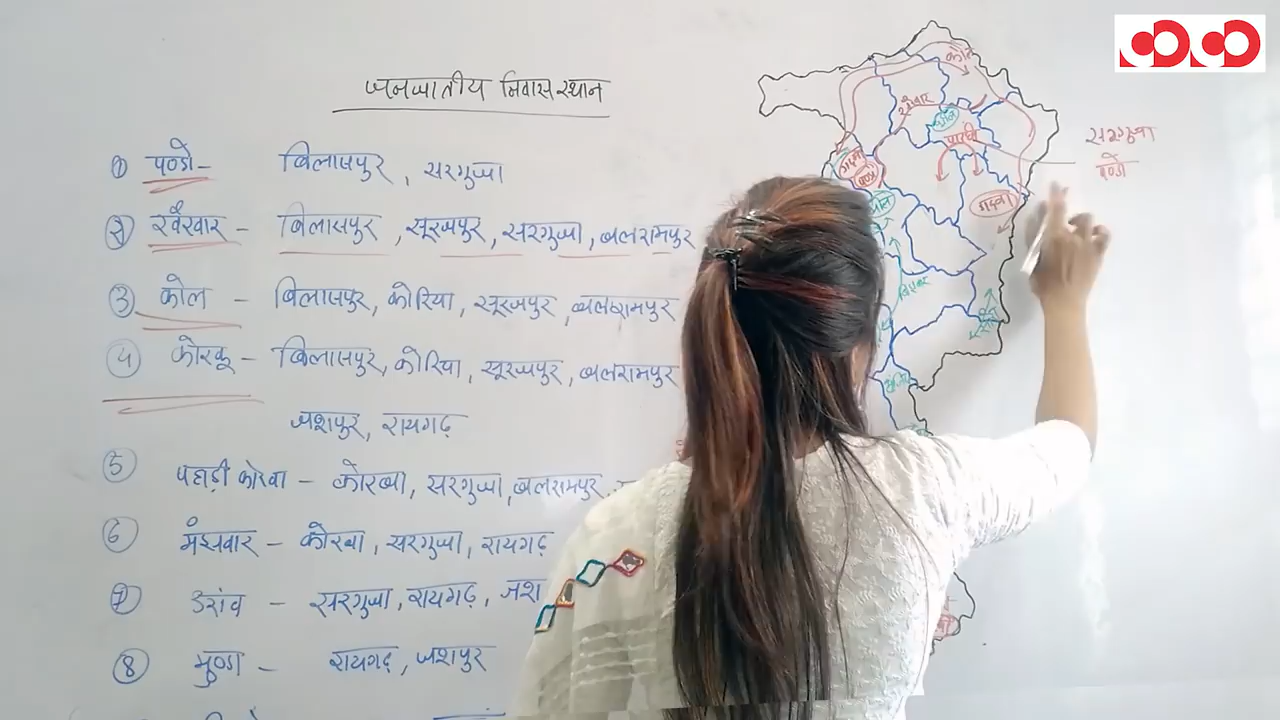 जनजातीय निवास स्थान
① पण्डो - बिलासपुर, सरगुजा
② खैरवार - बिलासपुर, सूरजपुर, सरगुजा, बलरामपुर
③ कोल - बिलासपुर, कोरिया, सूरजपुर, बलरामपुर
④ कोरकू - बिलासपुर, कोरिया, सूरजपुर, बलरामपुर
जशपुर, रायगढ़
⑤ पहाड़ी कोरवा - कोरबा, सरगुजा, बलरामपुर
⑥ मंझवार - कोरबा, सरगुजा, रायगढ़
⑦ उरांव - सरगुजा, रायगढ़, जश
⑧ मुण्डा - रायगढ़, जशपुर
खैरवार
पारधी
गदबा
सरगुजा
पण्डो